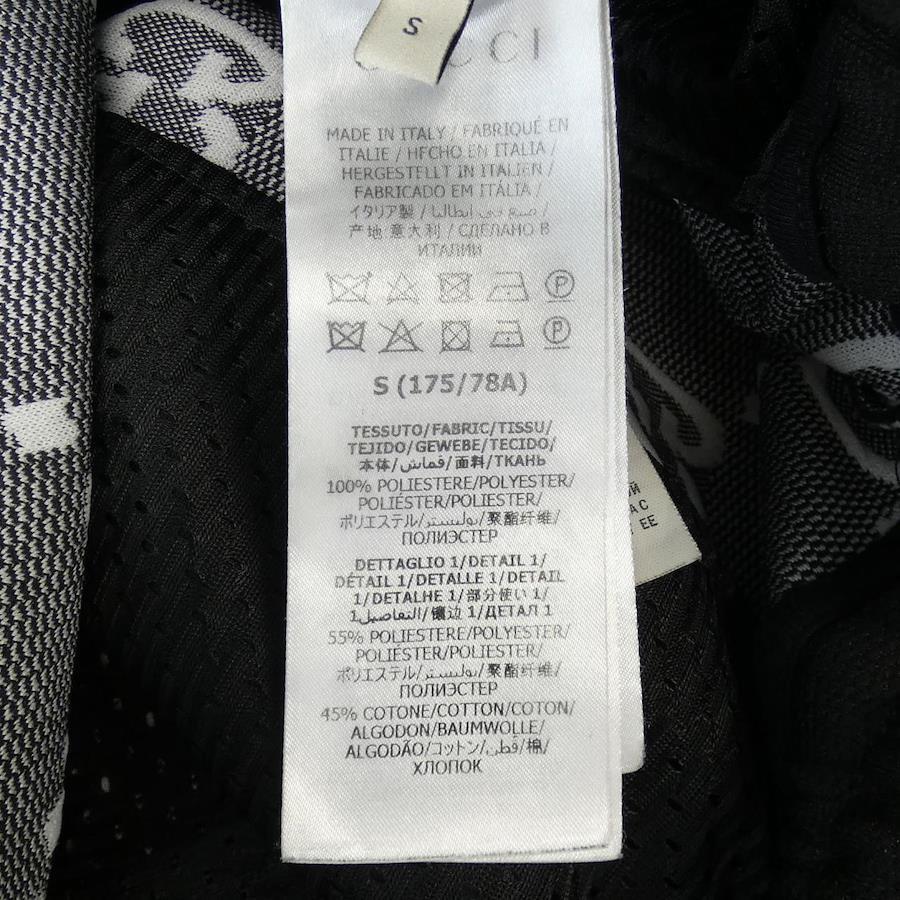 S
GUCCI
MADE IN ITALY / FABRIQUÉ EN
ITALIE / HECHO EN ITALIA /
HERGESTELLT IN ITALIEN /
FABRICADO EM ITÁLIA /
イタリア製 / صنع في ايطاليا /
产地:意大利 / СДЕЛАНО В
ИТАЛИИ
P
P
S (175/78A)
TESSUTO/FABRIC/TISSU/
TEJIDO/GEWEBE/TECIDO/
本体/قماش/面料/ТКАНЬ
100% POLIESTERE/POLYESTER/
POLIÉSTER/POLIESTER/
ポリエステル/بوليستر/聚酯纤维/
ПОЛИЭСТЕР
DETTAGLIO 1/DETAIL 1/
DÉTAIL 1/DETALLE 1/DETAIL
1/DETALHE 1/部分使い 1/
التفاصيل1/镶边 1/ДЕТАЛ 1
55% POLIESTERE/POLYESTER/
POLIÉSTER/POLIESTER/
ポリエステル/بوليستر/聚酯纤维/
ПОЛИЭСТЕР
45% COTONE/COTTON/COTON/
ALGODON/BAUMWOLLE/
ALGODÃO/コットン/قطن/棉/
ХЛОПОК
ИЙ
АС
ЕЕ